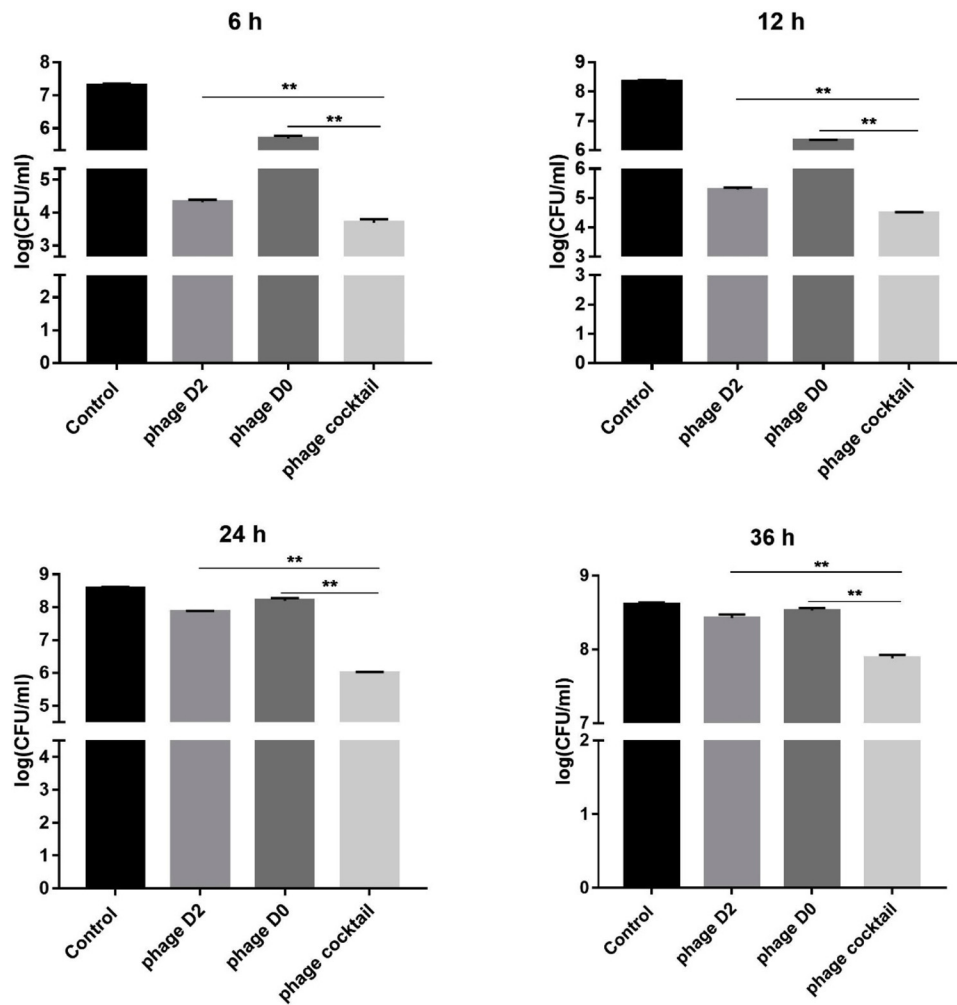 6 h
log(CFU/ml)
8
7
6
5
4
3
2
1
0
**
**
Control
phage D2
phage D0
phage cocktail
12 h
log(CFU/ml)
9
8
7
6
6
5
4
3
3
2
1
0
**
**
Control
phage D2
phage D0
phage cocktail
24 h
log(CFU/ml)
9
8
7
6
5
4
3
2
1
0
**
**
Control
phage D2
phage D0
phage cocktail
36 h
log(CFU/ml)
9
8
7
2
1
0
**
**
Control
phage D2
phage D0
phage cocktail